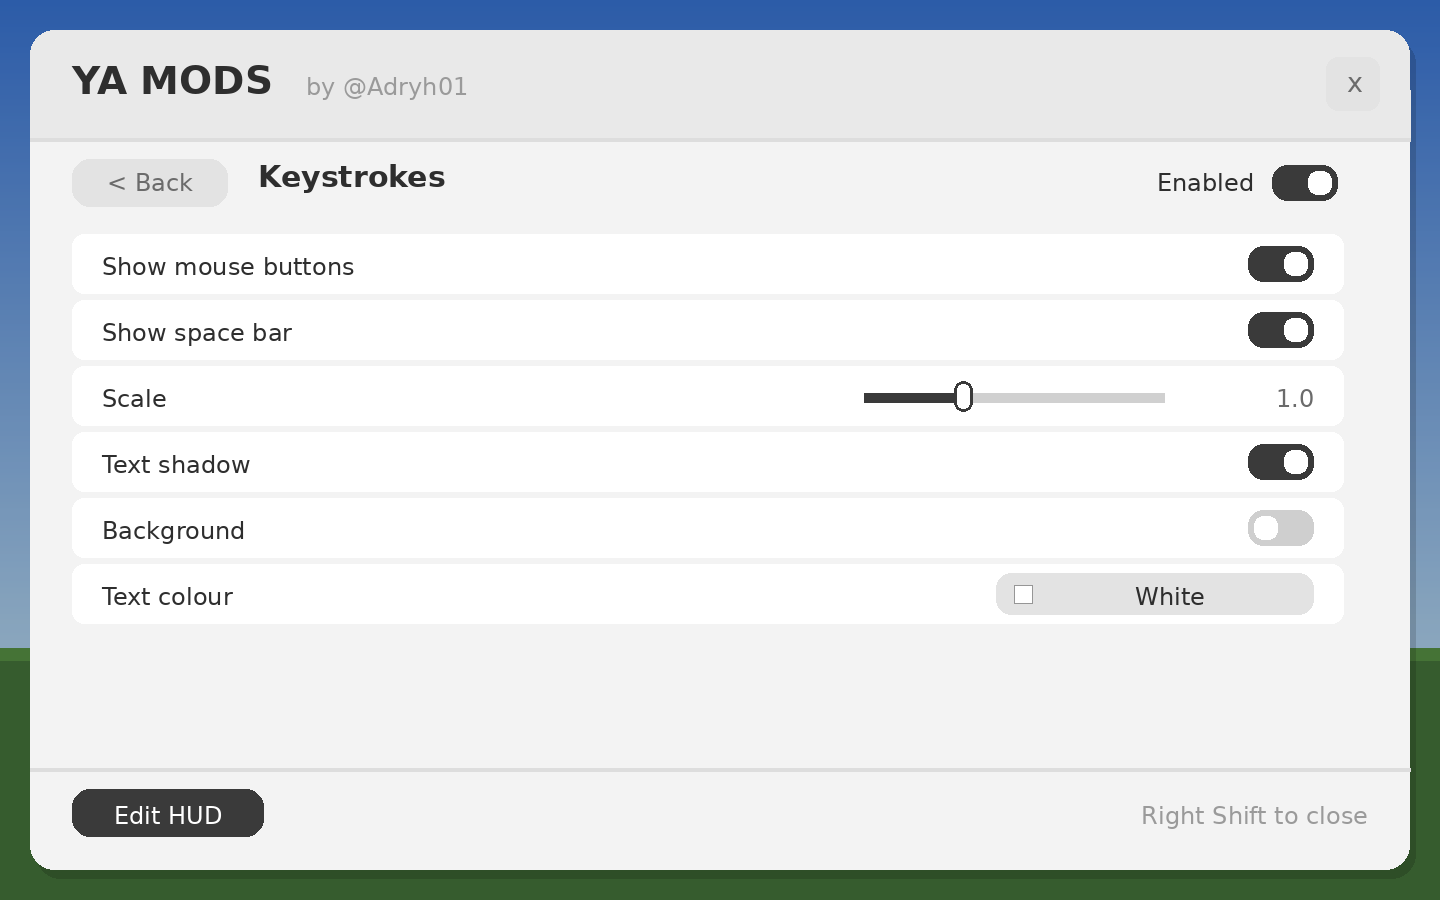 YA MODS by @Adryh01
x
< Back Keystrokes Enabled
Show mouse buttons
Show space bar
Scale 1.0
Text shadow
Background
Text colour White
Edit HUD Right Shift to close